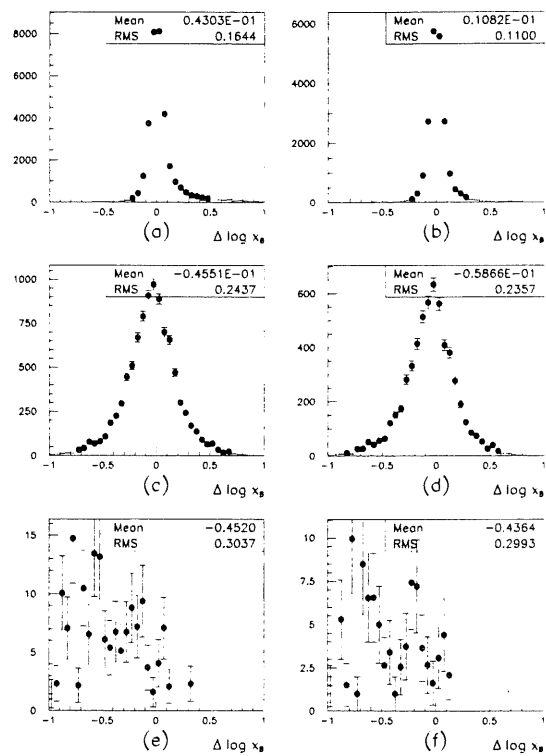 Mean 0.4303E-01 Mean 0.1082E-01
RMS 0.1644 RMS 0.1100
8000 6000
6000 4000
4000
2000 2000
0 0
-1 -0.5 0 0.5 1 -1 -0.5 0 0.5 1
(a) Δ log x_B (b) Δ log x_B
Mean -0.4551E-01 Mean -0.5866E-01
RMS 0.2437 RMS 0.2357
1000 600
750
500 400
250 200
0 0
-1 -0.5 0 0.5 1 -1 -0.5 0 0.5 1
(c) Δ log x_B (d) Δ log x_B
Mean -0.4520 Mean -0.4364
RMS 0.3037 RMS 0.2993
15 10
10 7.5
5
5 2.5
0 0
-1 -0.5 0 0.5 1 -1 -0.5 0 0.5 1
(e) Δ log x_B (f) Δ log x_B